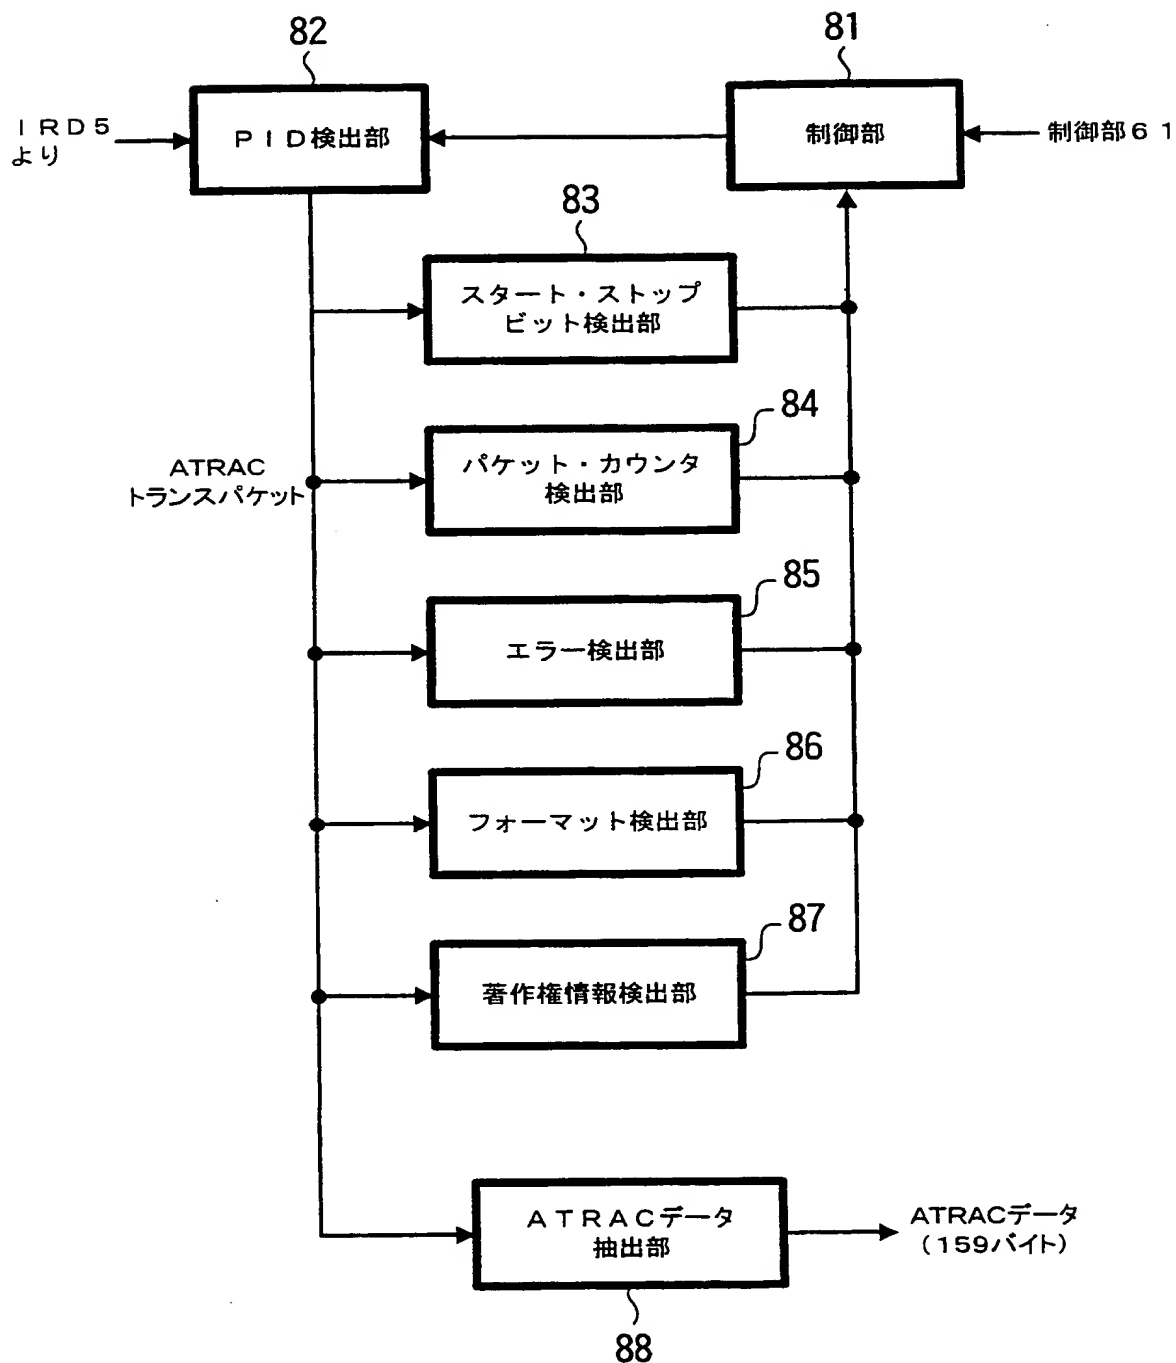 82
81
IRD5
より
PID検出部
制御部
制御部61
83
スタート・ストップ
ビット検出部
84
パケット・カウンタ
検出部
ATRAC
トランスパケット
85
エラー検出部
86
フォーマット検出部
87
著作権情報検出部
ATRACデータ
抽出部
ATRACデータ
(159バイト)
88